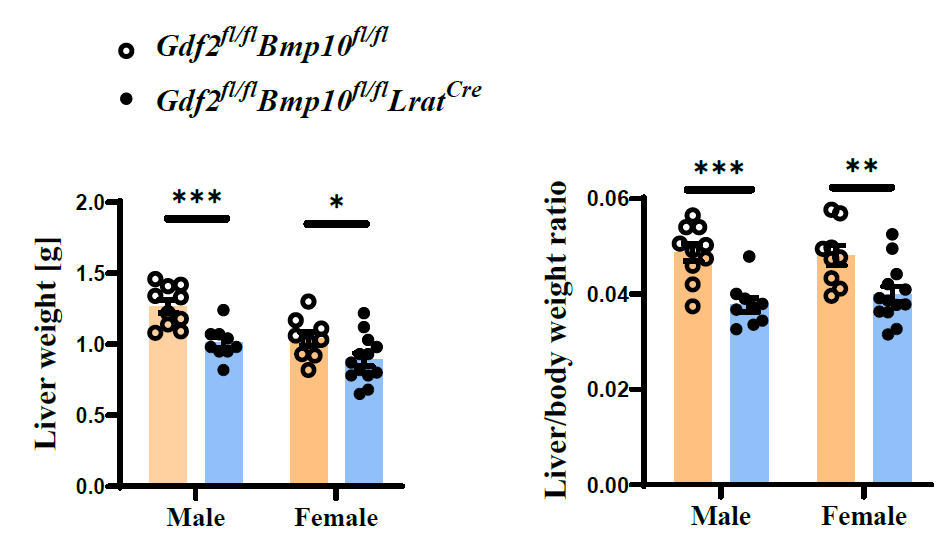 Gdf2fl/flBmp10fl/fl
Gdf2fl/flBmp10fl/flLratCre
***
*
2.0
1.5
1.0
0.5
0.0
Liver weight [g]
Male
Female
***
**
0.06
0.04
0.02
0.00
Liver/body weight ratio
Male
Female